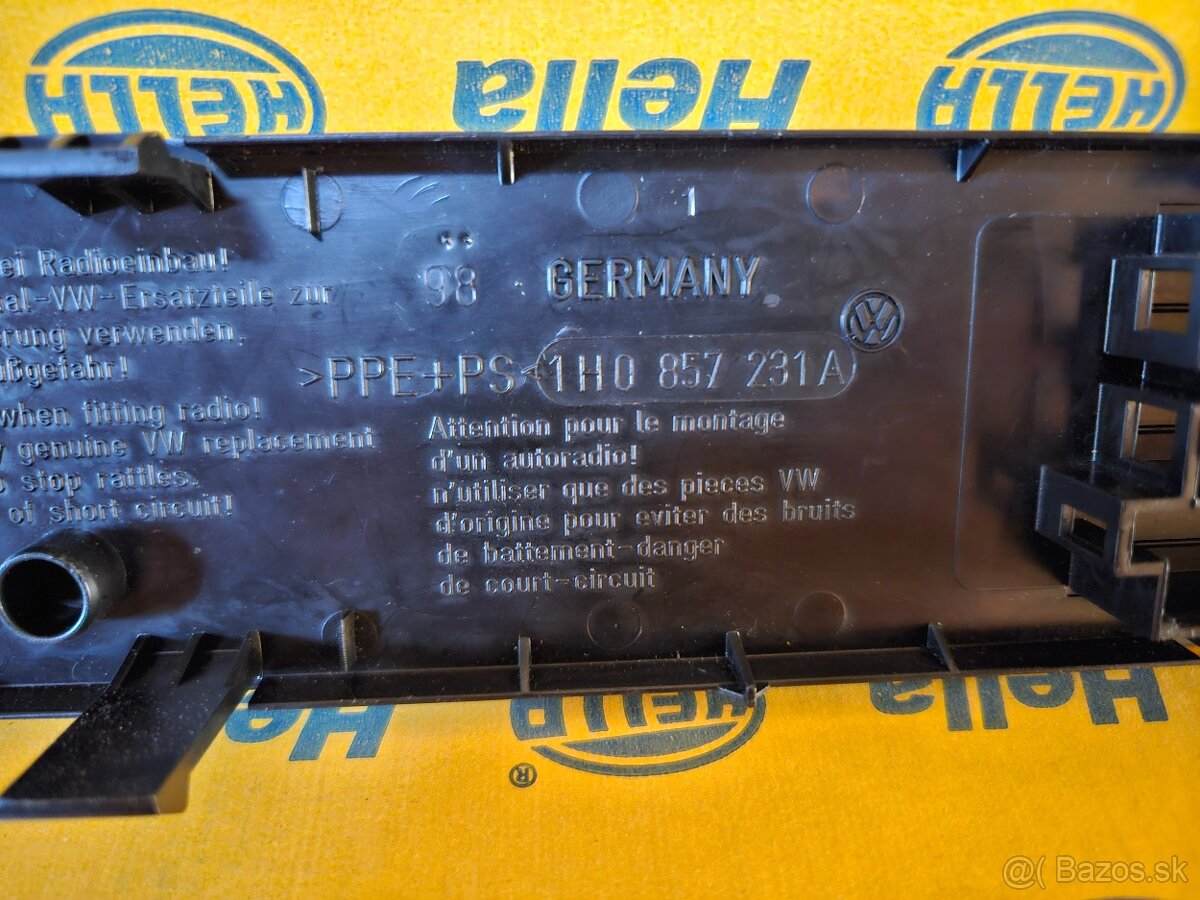 HELLA Hella HELLA
1
98 GERMANY
ei Radioeinbau!
al-VW-Ersatzteile zur
erung verwenden.
ßgefahr!
>PPE+PS< 1H0 857 231A
VW
when fitting radio!
genuine VW replacement
stop rattles.
of short circuit!
Attention pour le montage
d'un autoradio!
n'utiliser que des pieces VW
d'origine pour eviter des bruits
de battement-danger
de court-circuit
Hella HELLA ® Hella
@( Bazos.sk